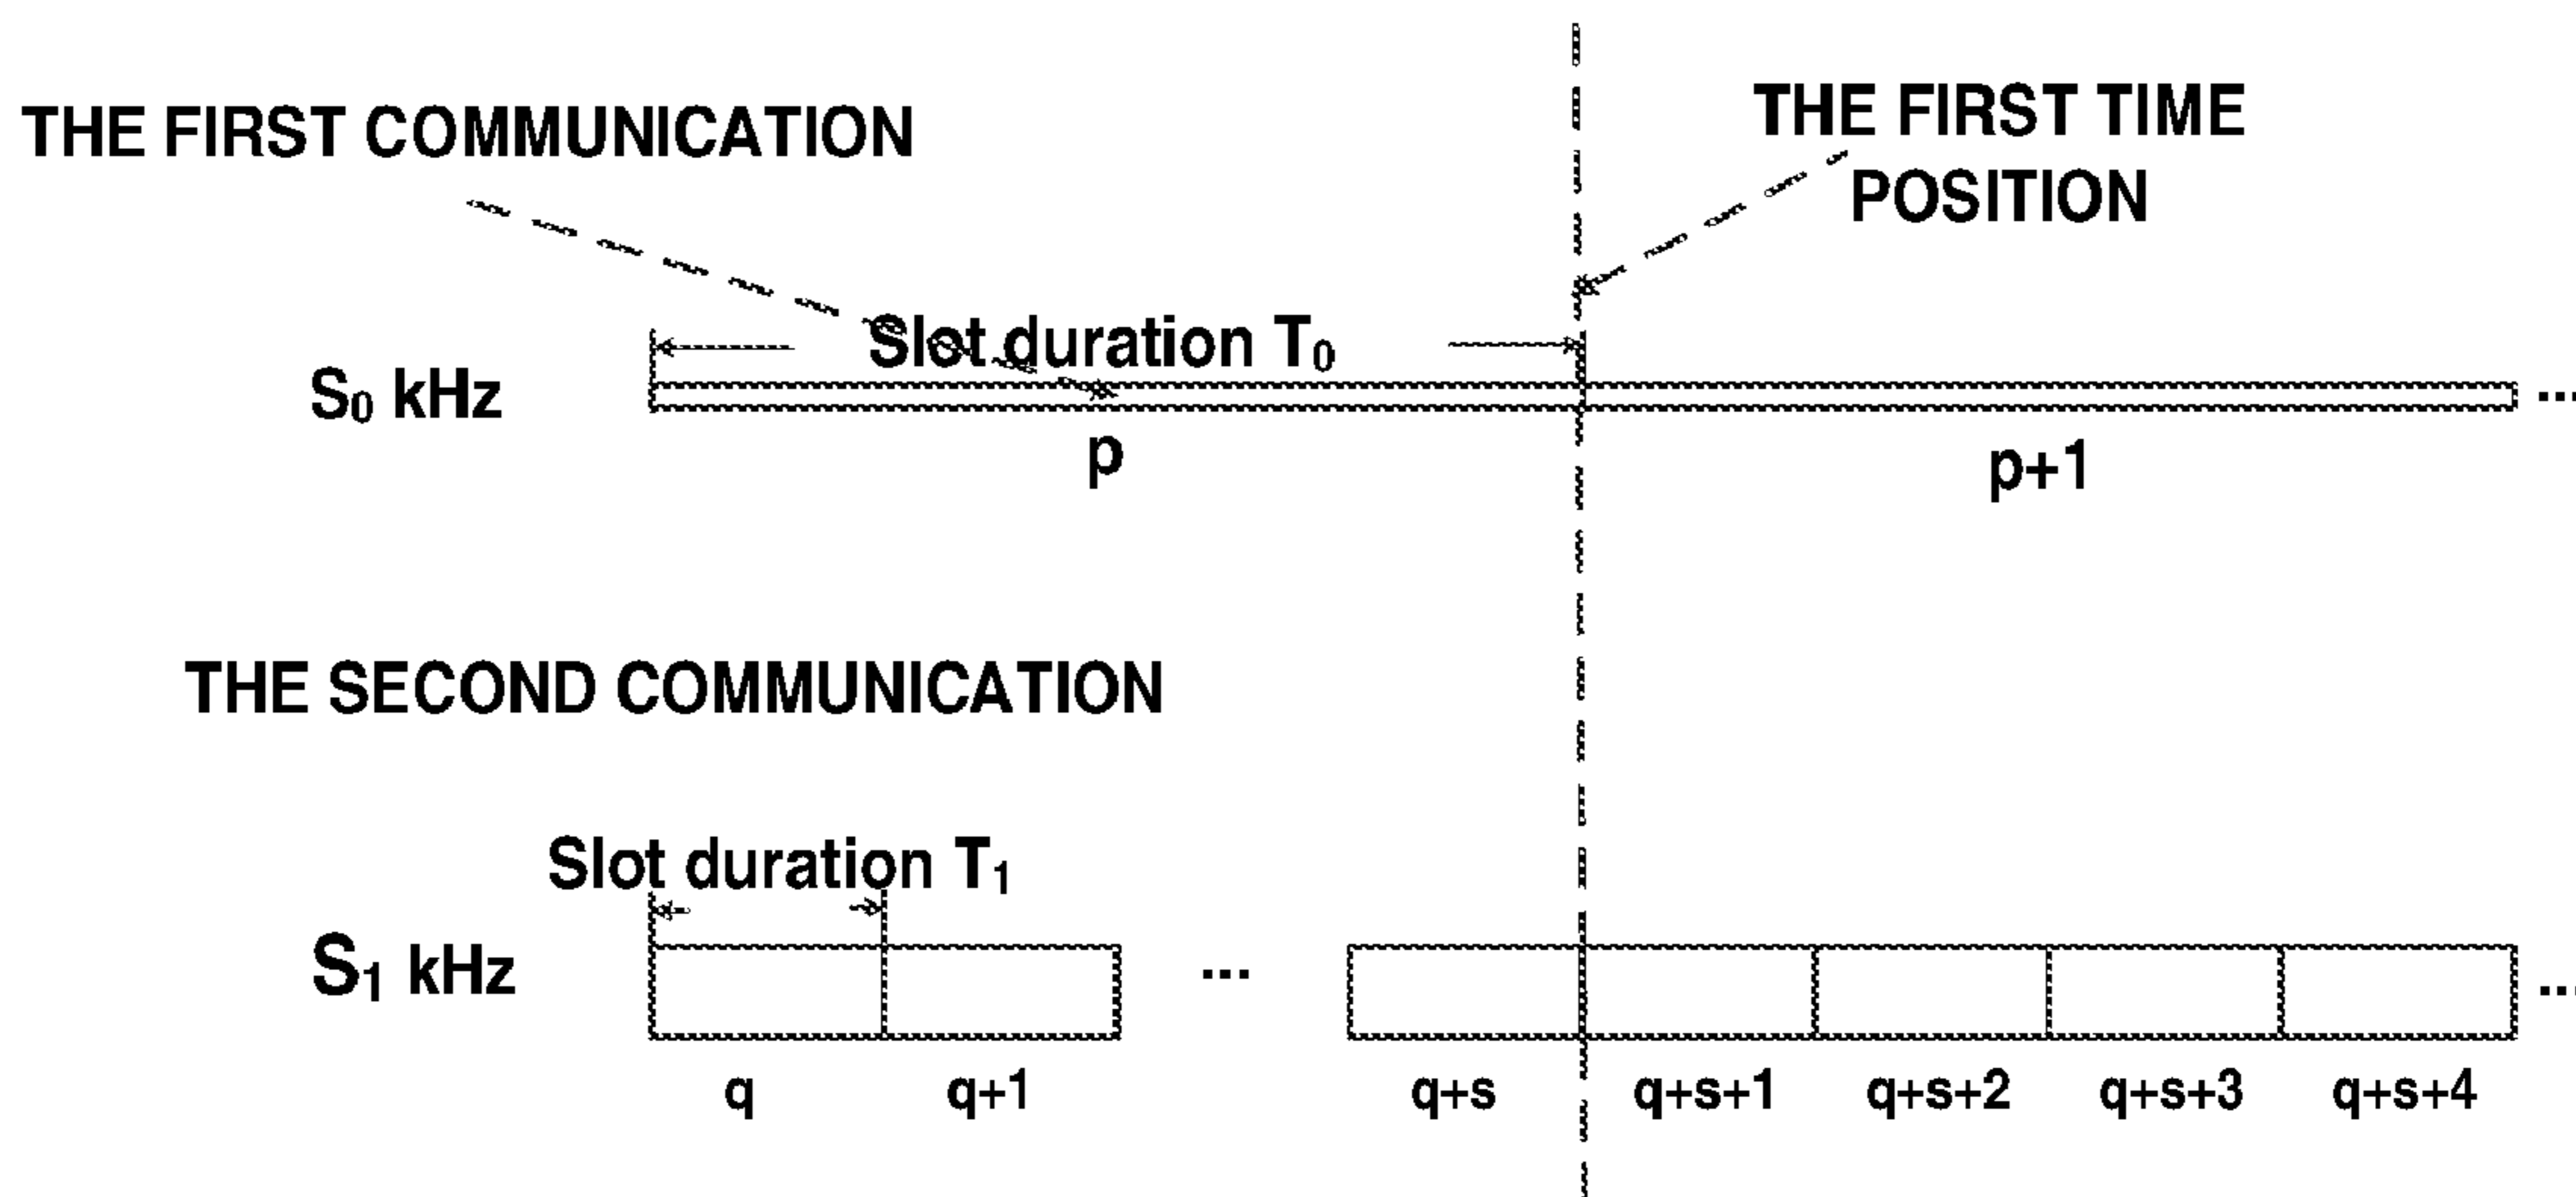 THE FIRST COMMUNICATION
THE FIRST TIME
POSITION
Slot duration T₀
S₀ kHz
...
p
p+1
THE SECOND COMMUNICATION
Slot duration T₁
S₁ kHz
...
...
q
q+1
q+s
q+s+1
q+s+2
q+s+3
q+s+4